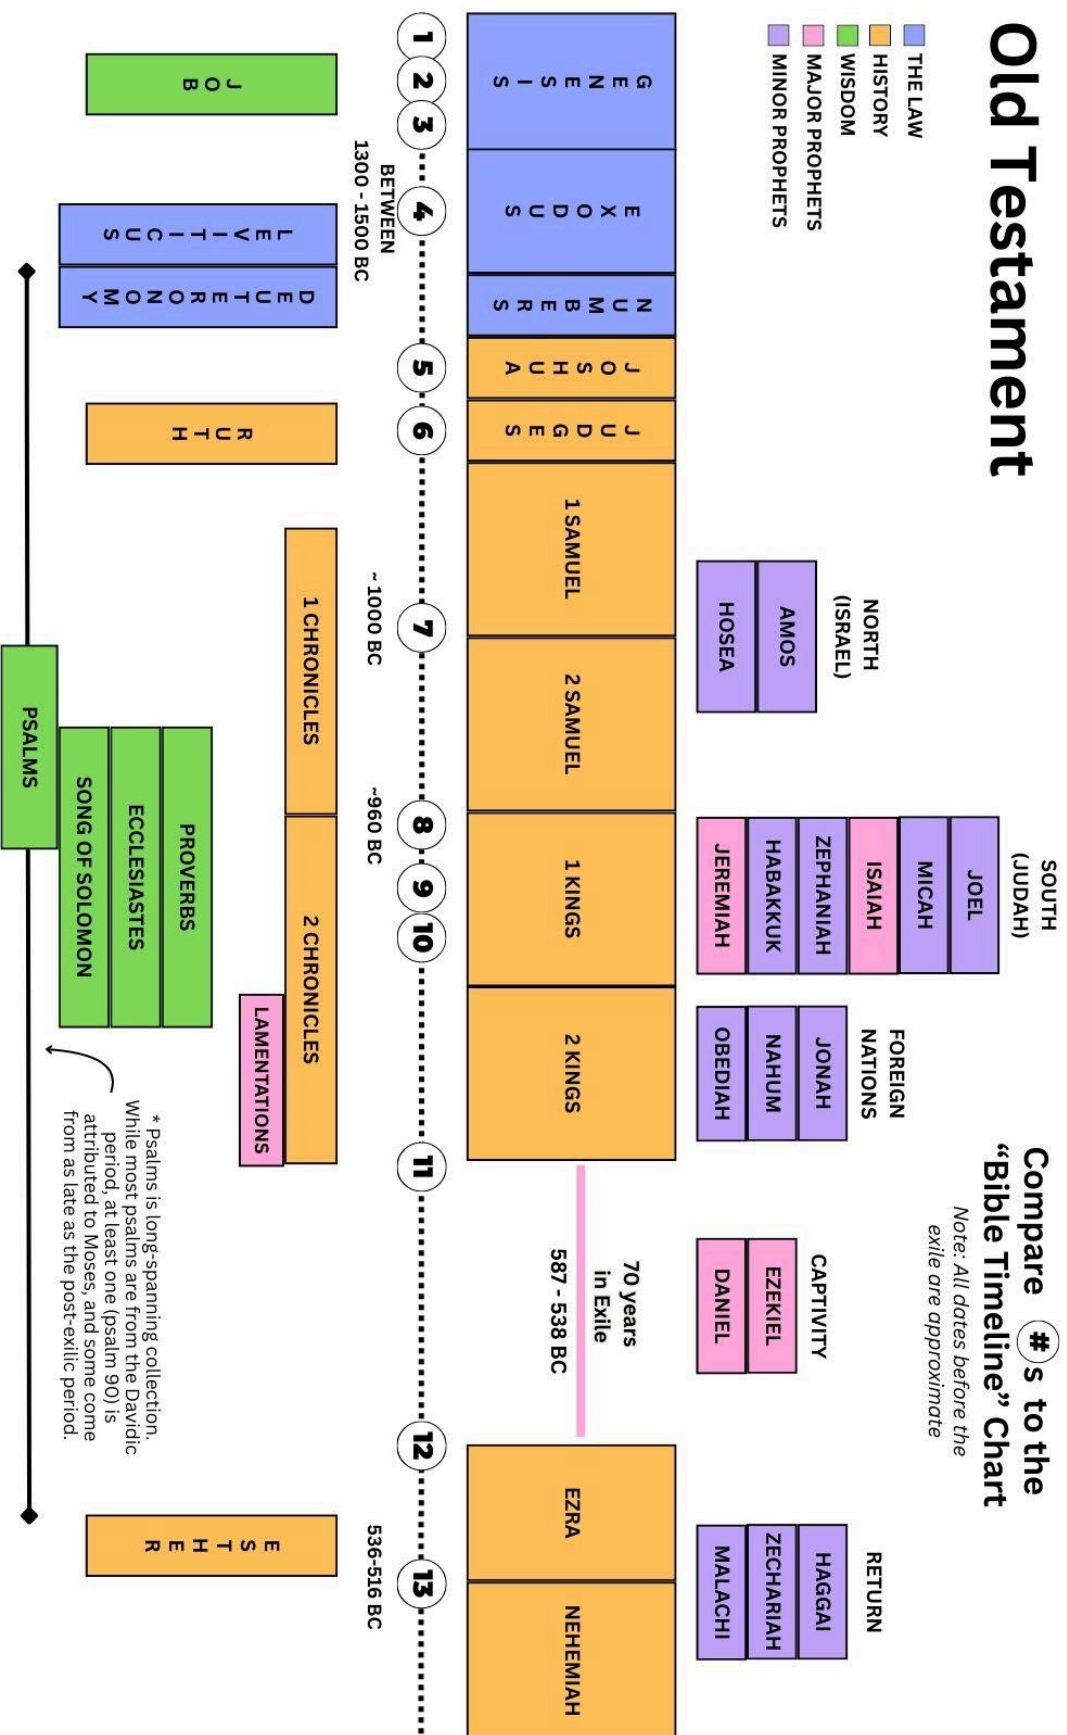 Old Testament
THE LAW
HISTORY
WISDOM
MAJOR PROPHETS
MINOR PROPHETS
Compare #s to the
“Bible Timeline” Chart
Note: All dates before the
exile are approximate
NORTH
(ISRAEL)
AMOS
HOSEA
SOUTH
(JUDAH)
JOEL
MICAH
ISAIAH
ZEPHANIAH
HABAKKUK
JEREMIAH
FOREIGN
NATIONS
JONAH
NAHUM
OBEDIAH
CAPTIVITY
EZEKIEL
DANIEL
RETURN
HAGGAI
ZECHARIAH
MALACHI
GENESIS
EXODUS
NUMBERS
JOSHUA
JUDGES
1 SAMUEL
2 SAMUEL
1 KINGS
2 KINGS
70 years
in Exile
587 - 538 BC
EZRA
NEHEMIAH
1
2
3
4
5
6
7
8
9
10
11
12
13
BETWEEN
1300 - 1500 BC
~ 1000 BC
~960 BC
536-516 BC
JOB
LEVITICUS
DEUTERONOMY
RUTH
1 CHRONICLES
2 CHRONICLES
LAMENTATIONS
PROVERBS
ECCLESIASTES
SONG OF SOLOMON
PSALMS
ESTHER
* Psalms is long-spanning collection.
While most psalms are from the Davidic
period, at least one (psalm 90) is
attributed to Moses, and some come
from as late as the post-exilic period.